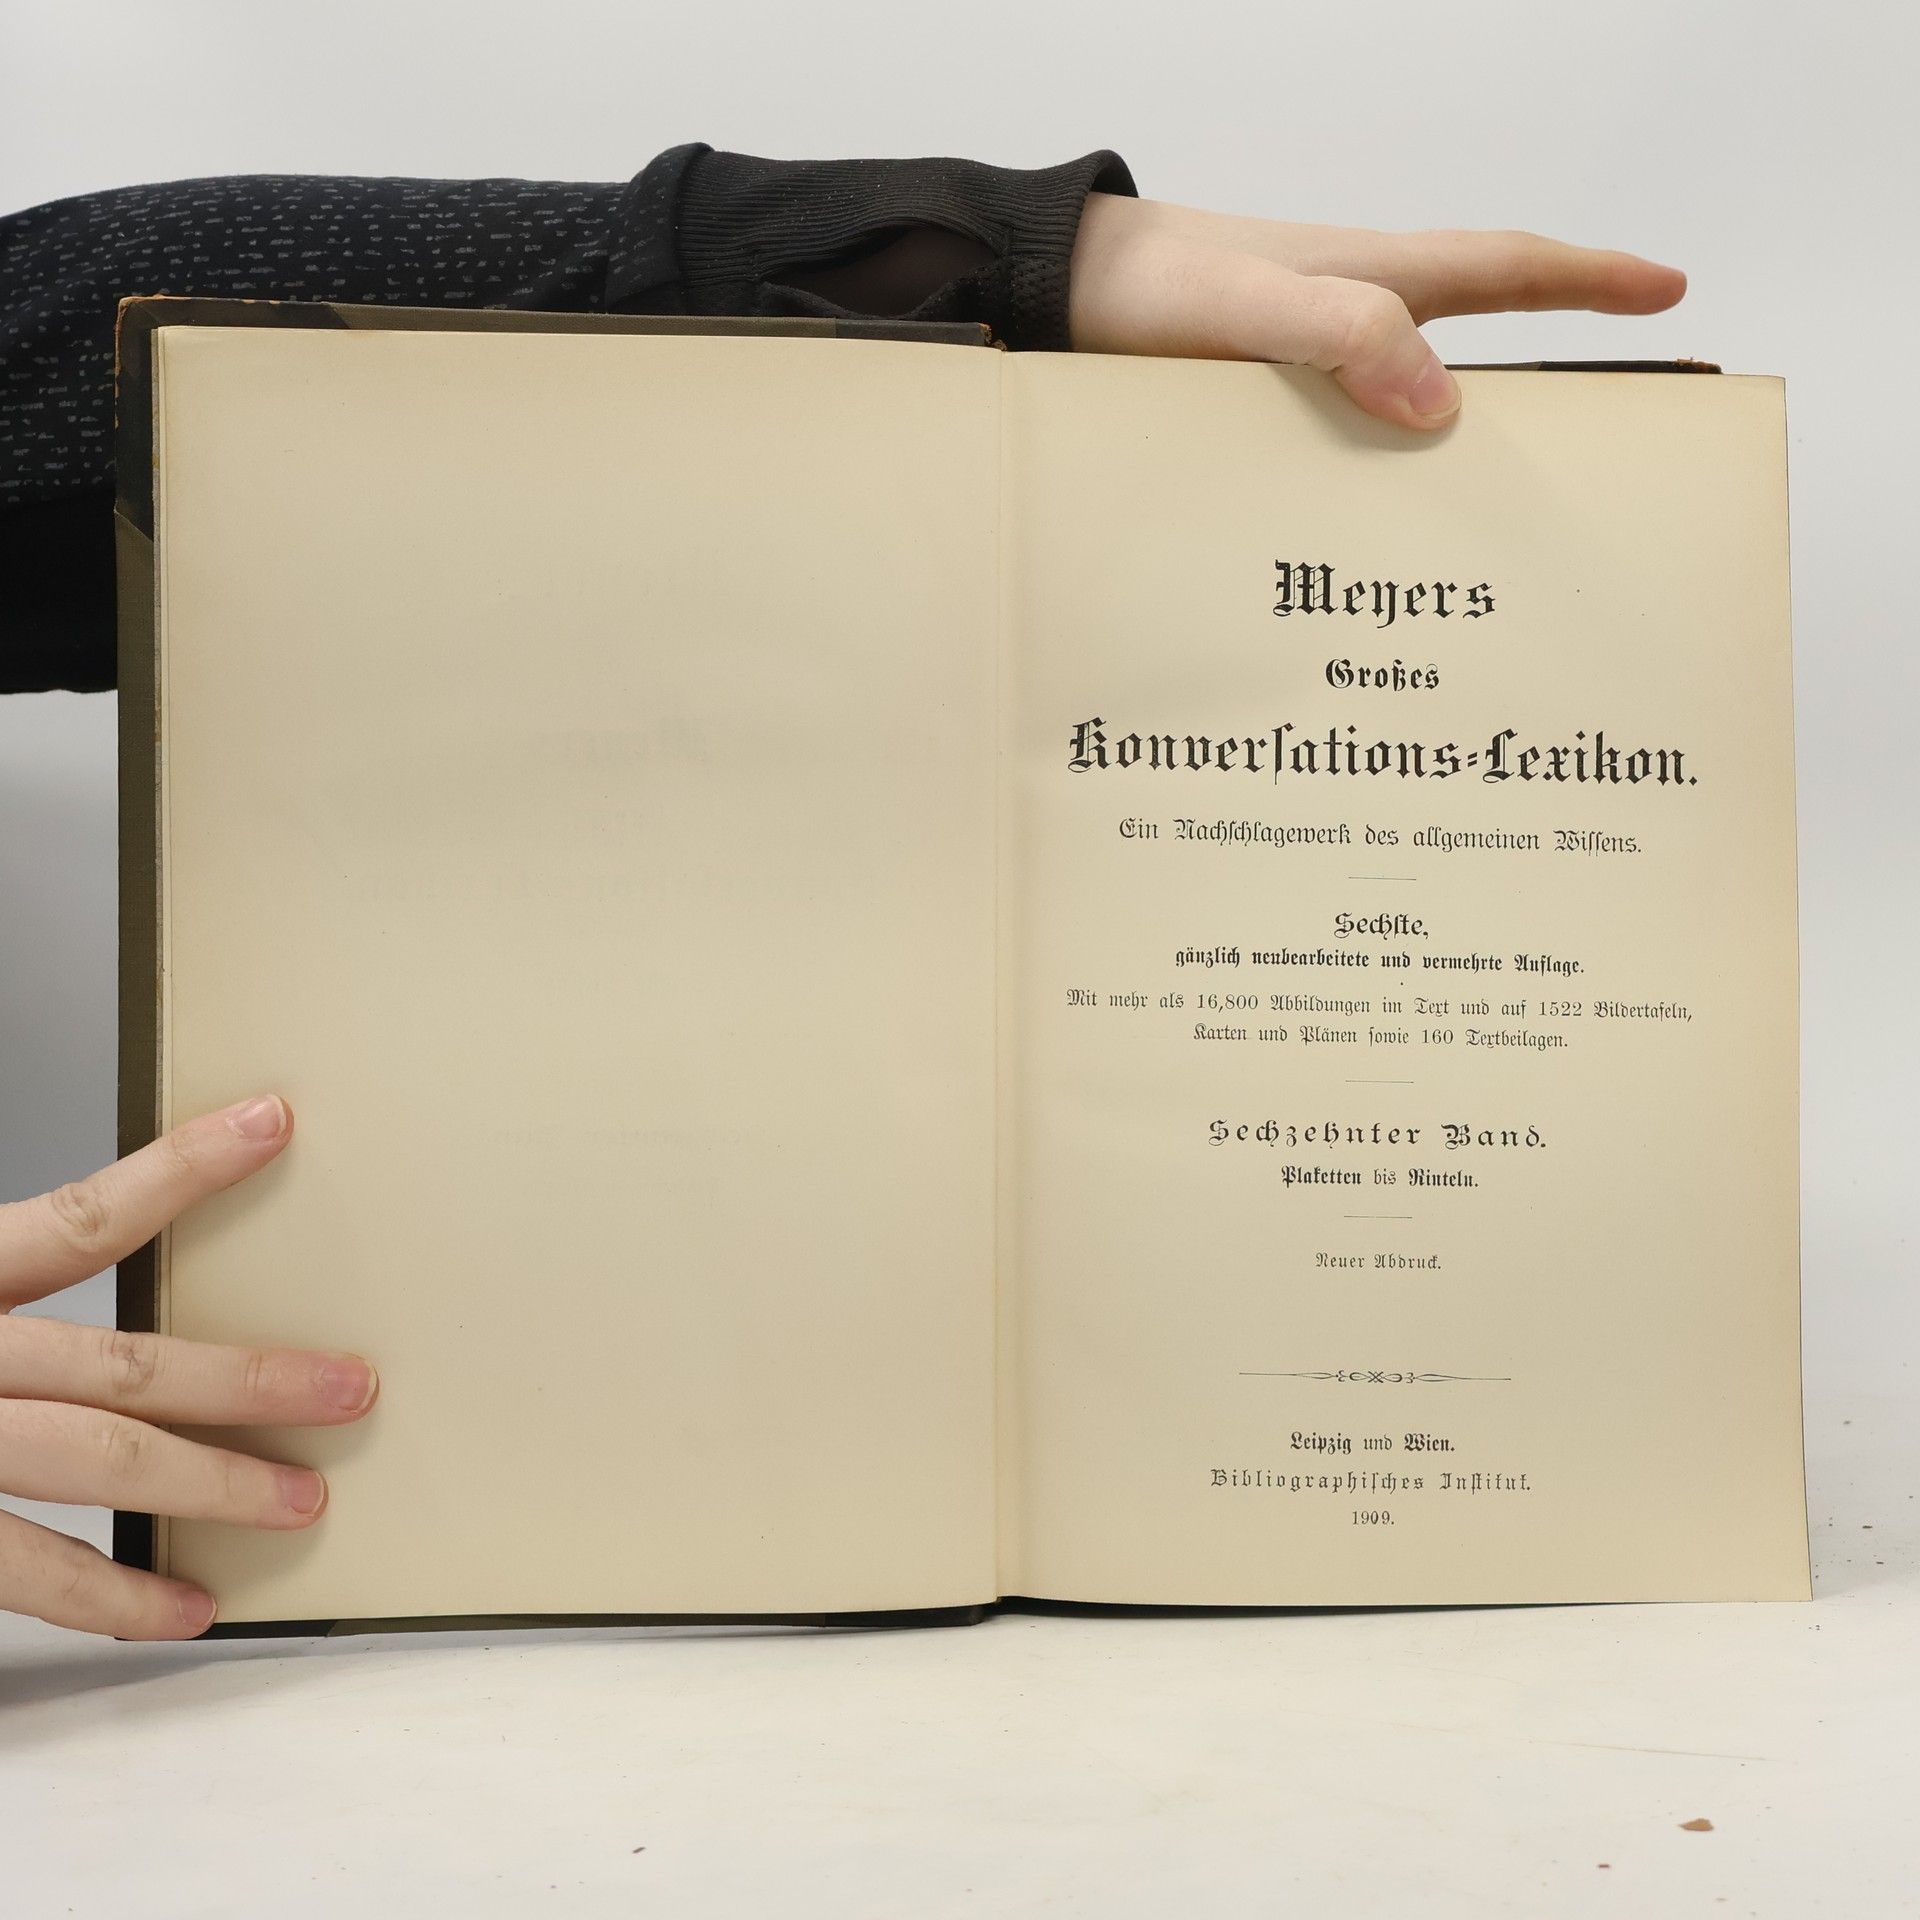 Meyers
Großes
Konverſations-Lexikon.
Ein Nachſchlagewerk des allgemeinen Wiſſens.
Sechſte,
gänzlich neubearbeitete und vermehrte Auflage.
Mit mehr als 16,800 Abbildungen im Text und auf 1522 Bildertafeln,
Karten und Plänen ſowie 160 Textbeilagen.
Sechzehnter Band.
Plaketten bis Rinteln.
Neuer Abdruck.
Leipzig und Wien.
Bibliographiſches Inſtitut.
1909.